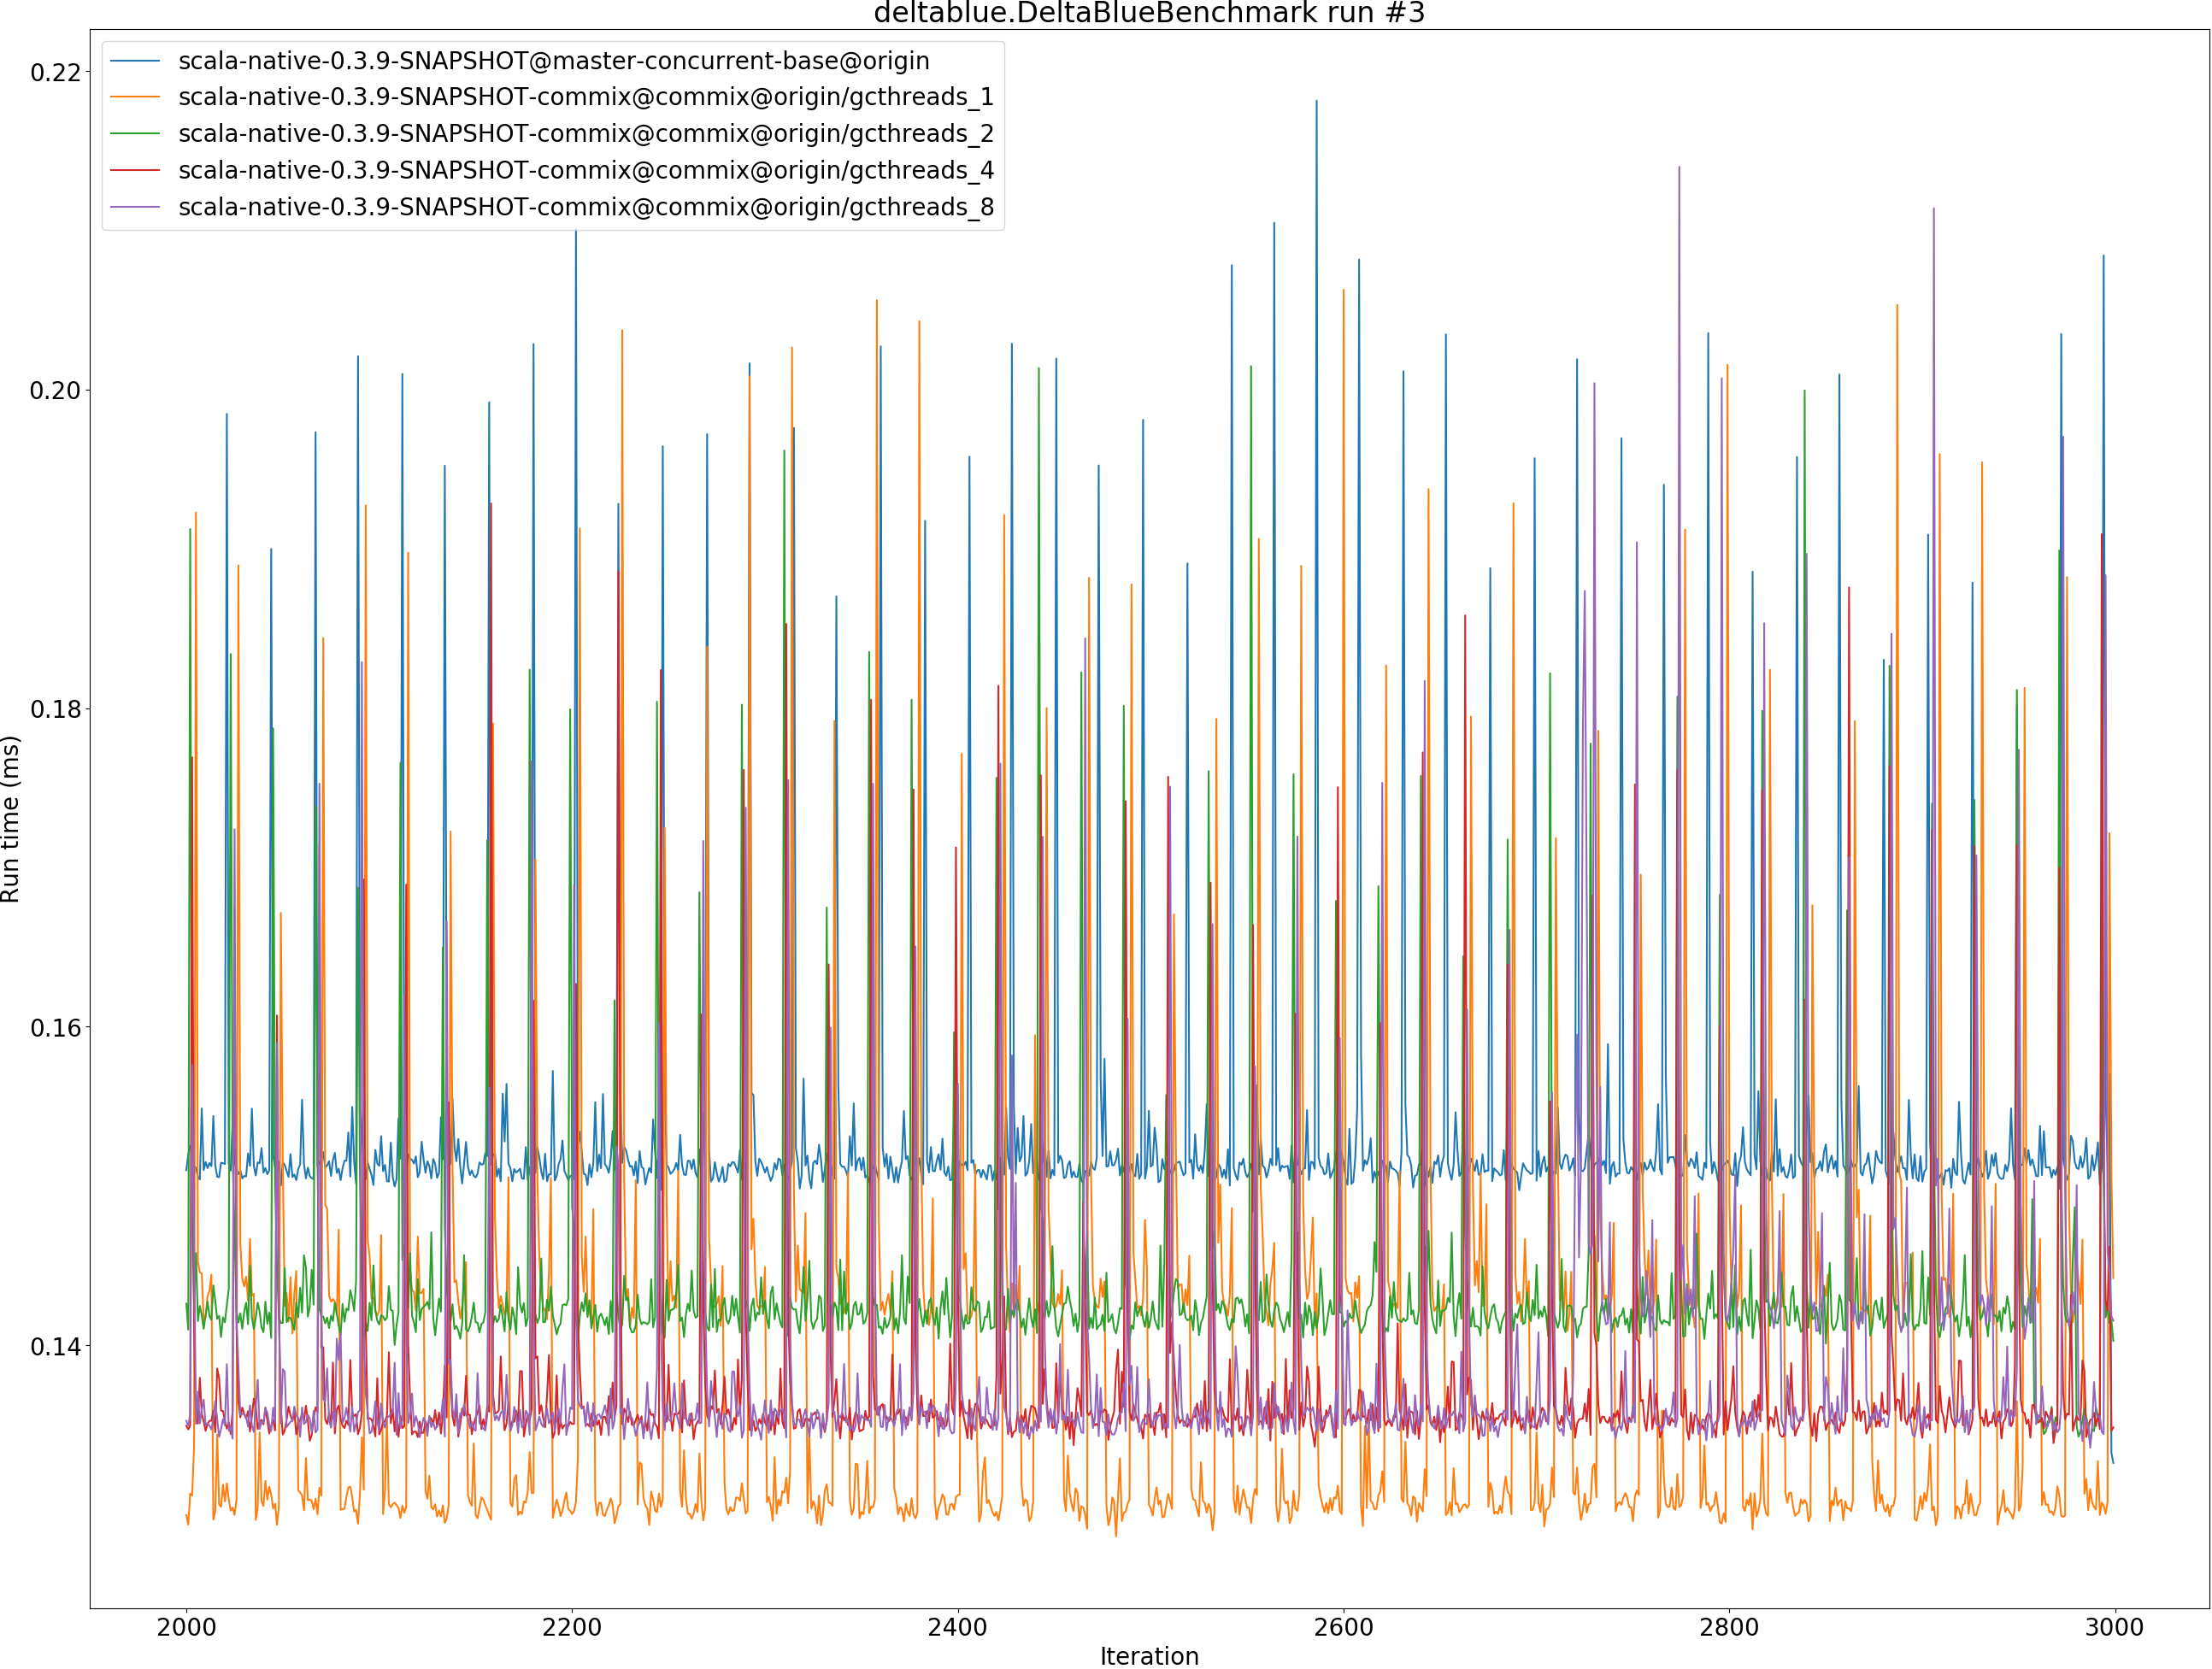 deltablue.DeltaBlueBenchmark run #3
scala-native-0.3.9-SNAPSHOT@master-concurrent-base@origin
scala-native-0.3.9-SNAPSHOT-commix@commix@origin/gcthreads_1
scala-native-0.3.9-SNAPSHOT-commix@commix@origin/gcthreads_2
scala-native-0.3.9-SNAPSHOT-commix@commix@origin/gcthreads_4
scala-native-0.3.9-SNAPSHOT-commix@commix@origin/gcthreads_8
0.22
0.20
0.18
0.16
0.14
Run time (ms)
2000 2200 2400 2600 2800 3000
Iteration